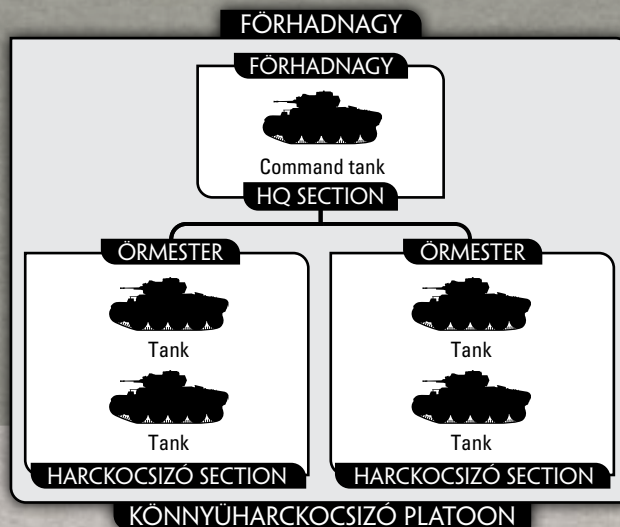 FÖRHADNAGY
FÖRHADNAGY
Command tank
HQ SECTION
ÖRMESTER
Tank
Tank
HARCKOCSIZÓ SECTION
ÖRMESTER
Tank
Tank
HARCKOCSIZÓ SECTION
KÖNNYÜHARCKOCSIZÓ PLATOON